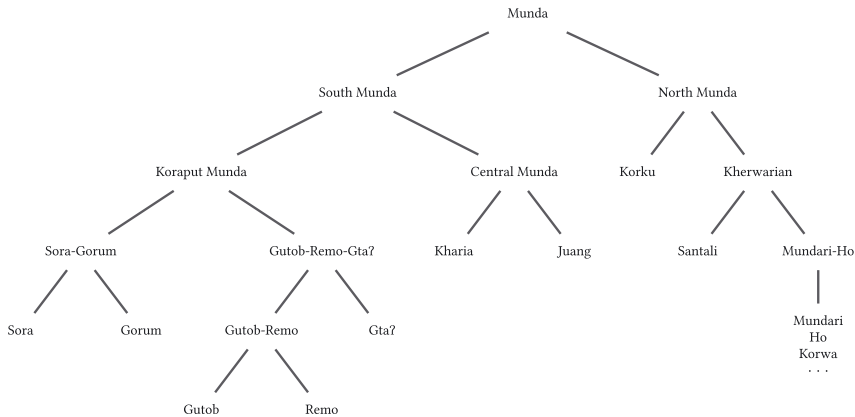 Munda
South Munda
North Munda
Koraput Munda
Central Munda
Korku
Kherwarian
Sora-Gorum
Gutob-Remo-Gtaʔ
Kharia
Juang
Santali
Mundari-Ho
Sora
Gorum
Gutob-Remo
Gtaʔ
Mundari
Ho
Korwa
. . .
Gutob
Remo